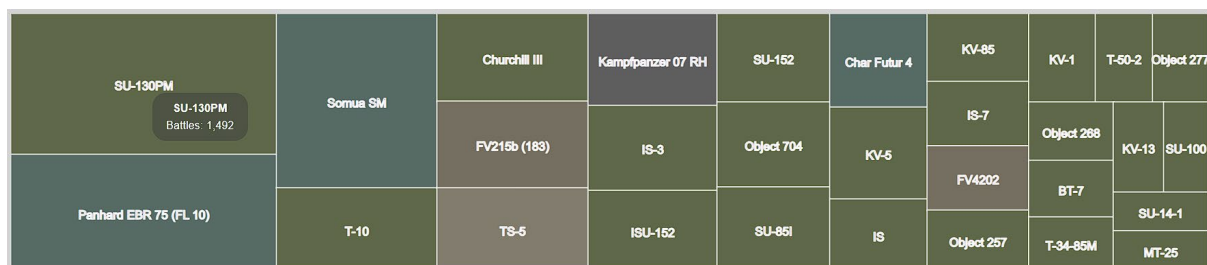 SU-130PM
SU-130PM
Battles: 1,492
Panhard EBR 75 (FL 10)
Somua SM
T-10
Churchill III
FV215b (183)
TS-5
Kampfpanzer 07 RH
IS-3
ISU-152
SU-152
Object 704
SU-85I
Char Futur 4
KV-5
IS
KV-85
IS-7
FV4202
Object 257
KV-1
T-50-2
Object 277
Object 268
BT-7
T-34-85M
KV-13
SU-100
SU-14-1
MT-25